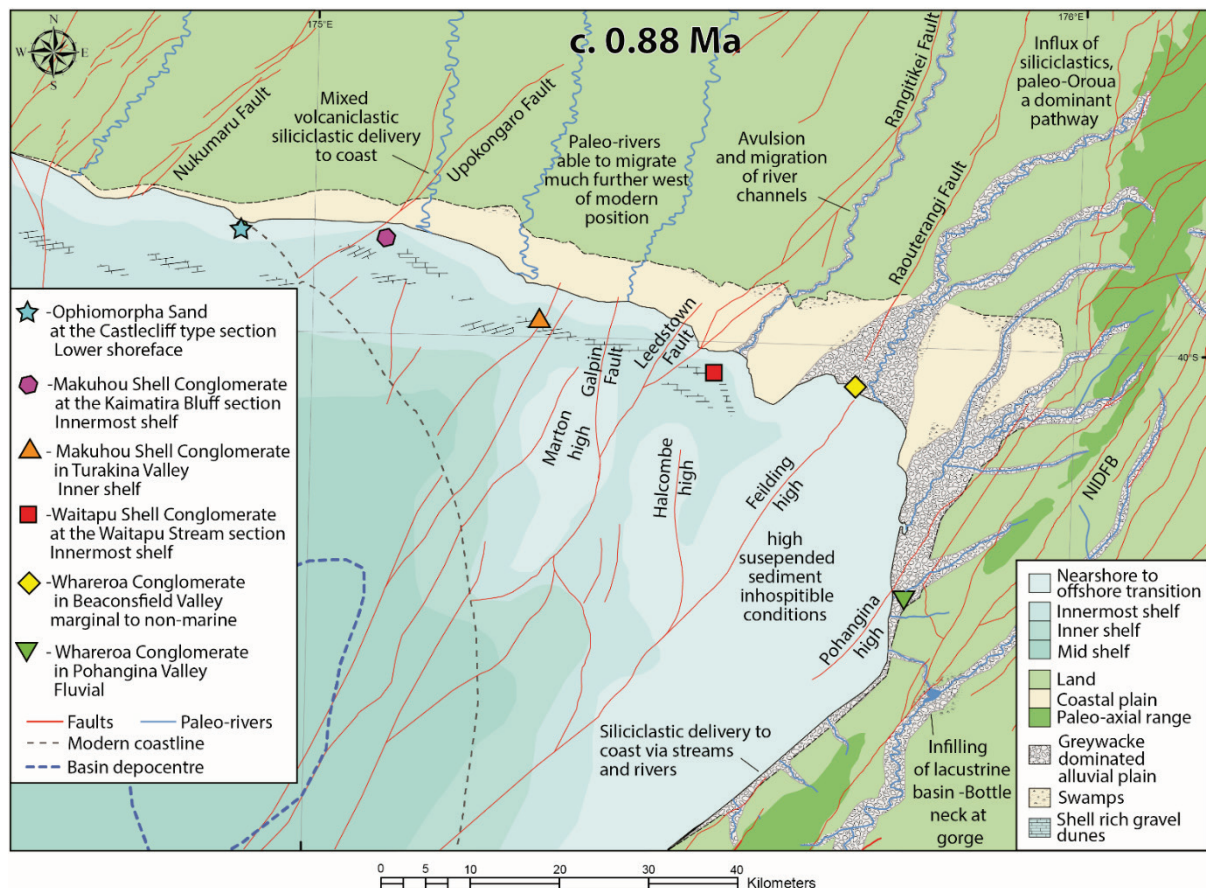 c. 0.88 Ma
N
W
E
S
175°E
176°E
40°S
Nukumaru Fault
Mixed
volcaniclastic
siliciclastic delivery
to coast
Upokongaro Fault
Paleo-rivers
able to migrate
much further west
of modern
position
Avulsion
and migration
of river
channels
Rangitikei Fault
Raouterangi Fault
Influx of
siliciclastics,
paleo-Oroua
a dominant
pathway
Galpin
Fault
Leedstown
Fault
Marton
high
Halcombe
high
Feilding
high
high
susepended
sediment
inhospitible
conditions
Pohangina
high
NIDFB
Siliciclastic delivery to
coast via streams
and rivers
Infilling
of lacustrine
basin -Bottle
neck at
gorge
-Ophiomorpha Sand
at the Castlecliff type section
Lower shoreface
-Makuhou Shell Conglomerate
at the Kaimatira Bluff section
Innermost shelf
- Makuhou Shell Conglomerate
in Turakina Valley
Inner shelf
-Waitapu Shell Conglomerate
at the Waitapu Stream section
Innermost shelf
-Whareroa Conglomerate
in Beaconsfield Valley
marginal to non-marine
- Whareroa Conglomerate
in Pohangina Valley
Fluvial
Faults
Paleo-rivers
Modern coastline
Basin depocentre
Nearshore to
offshore transition
Innermost shelf
Inner shelf
Mid shelf
Land
Coastal plain
Paleo-axial range
Greywacke
dominated
alluvial plain
Swamps
Shell rich gravel
dunes
0 5 10 20 30 40
Kilometers